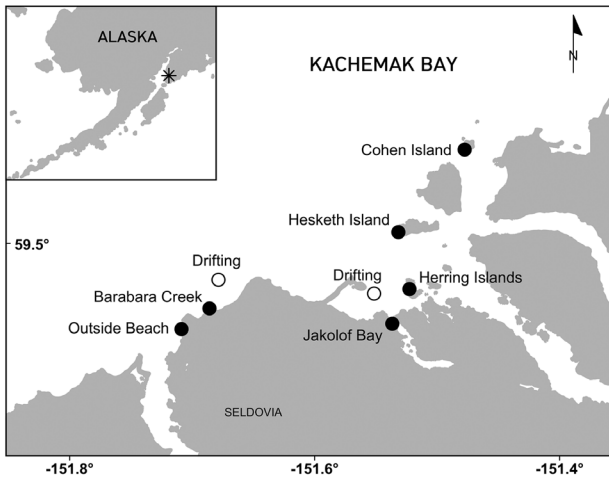 ALASKA
KACHEMAK BAY
N
Cohen Island
Hesketh Island
59.5°
Drifting
Drifting
Herring Islands
Barabara Creek
Outside Beach
Jakolof Bay
SELDOVIA
-151.8°
-151.6°
-151.4°